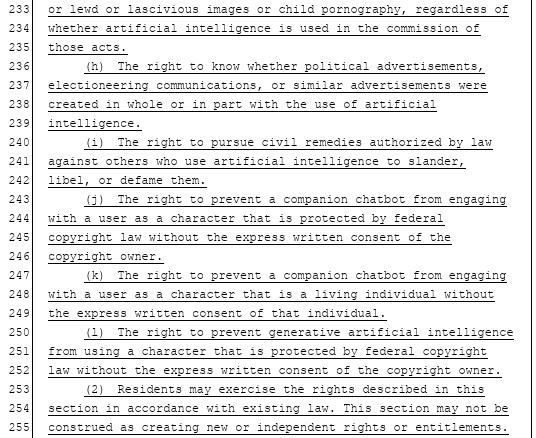 233 or lewd or lascivious images or child pornography, regardless of
234 whether artificial intelligence is used in the commission of
235 those acts.
236 (h) The right to know whether political advertisements,
237 electioneering communications, or similar advertisements were
238 created in whole or in part with the use of artificial
239 intelligence.
240 (i) The right to pursue civil remedies authorized by law
241 against others who use artificial intelligence to slander,
242 libel, or defame them.
243 (j) The right to prevent a companion chatbot from engaging
244 with a user as a character that is protected by federal
245 copyright law without the express written consent of the
246 copyright owner.
247 (k) The right to prevent a companion chatbot from engaging
248 with a user as a character that is a living individual without
249 the express written consent of that individual.
250 (l) The right to prevent generative artificial intelligence
251 from using a character that is protected by federal copyright
252 law without the express written consent of the copyright owner.
253 (2) Residents may exercise the rights described in this
254 section in accordance with existing law. This section may not be
255 construed as creating new or independent rights or entitlements.